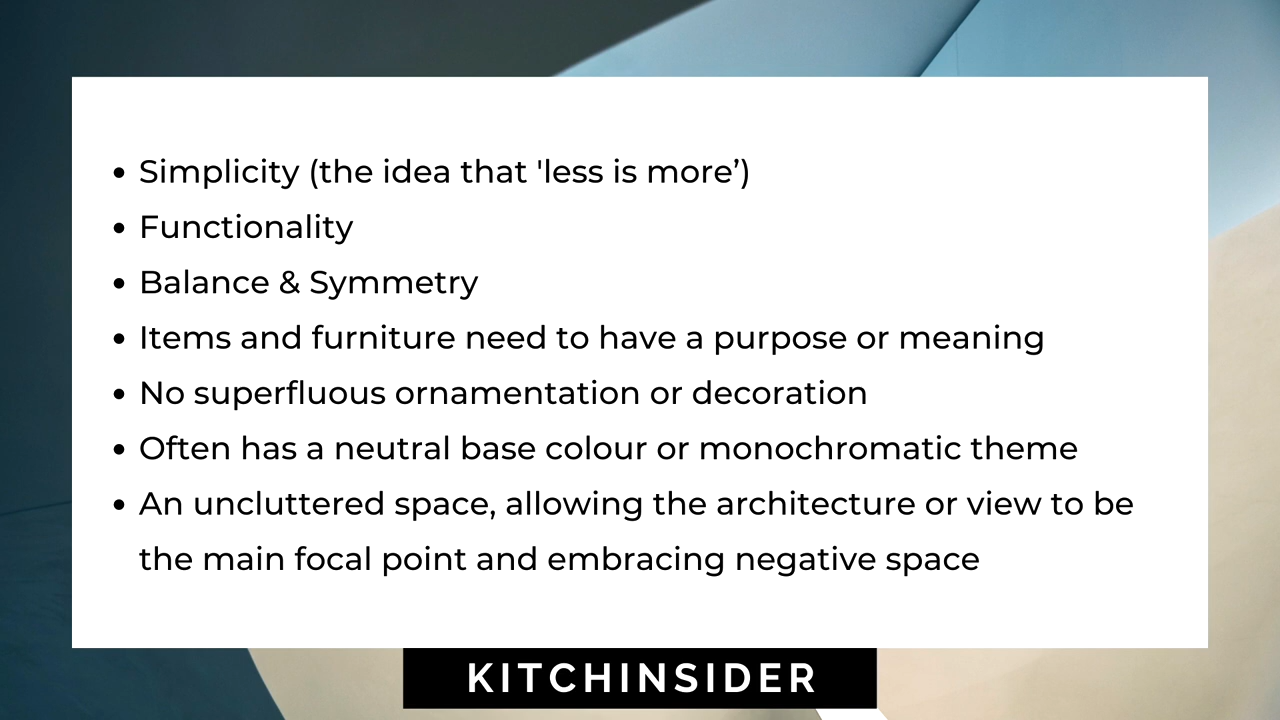 • Simplicity (the idea that 'less is more’)
• Functionality
• Balance & Symmetry
• Items and furniture need to have a purpose or meaning
• No superfluous ornamentation or decoration
• Often has a neutral base colour or monochromatic theme
• An uncluttered space, allowing the architecture or view to be
the main focal point and embracing negative space
KITCHINSIDER